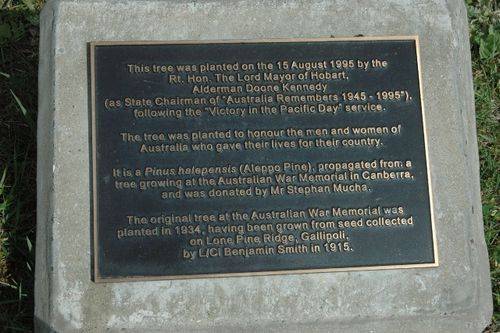 This tree was planted on the 15 August 1995 by the
Rt. Hon. The Lord Mayor of Hobart,
Alderman Doone Kennedy
(as State Chairman of "Australia Remembers 1945 - 1995"),
following the "Victory in the Pacific Day" service.
The tree was planted to honour the men and women of
Australia who gave their lives for their country.
It is a Pinus halepensis (Aleppo Pine), propagated from a
tree growing at the Australian War Memorial in Canberra,
and was donated by Mr Stephan Mucha.
The original tree at the Australian War Memorial was
planted in 1934, having been grown from seed collected
on Lone Pine Ridge, Gallipoli,
by L/Cl Benjamin Smith in 1915.